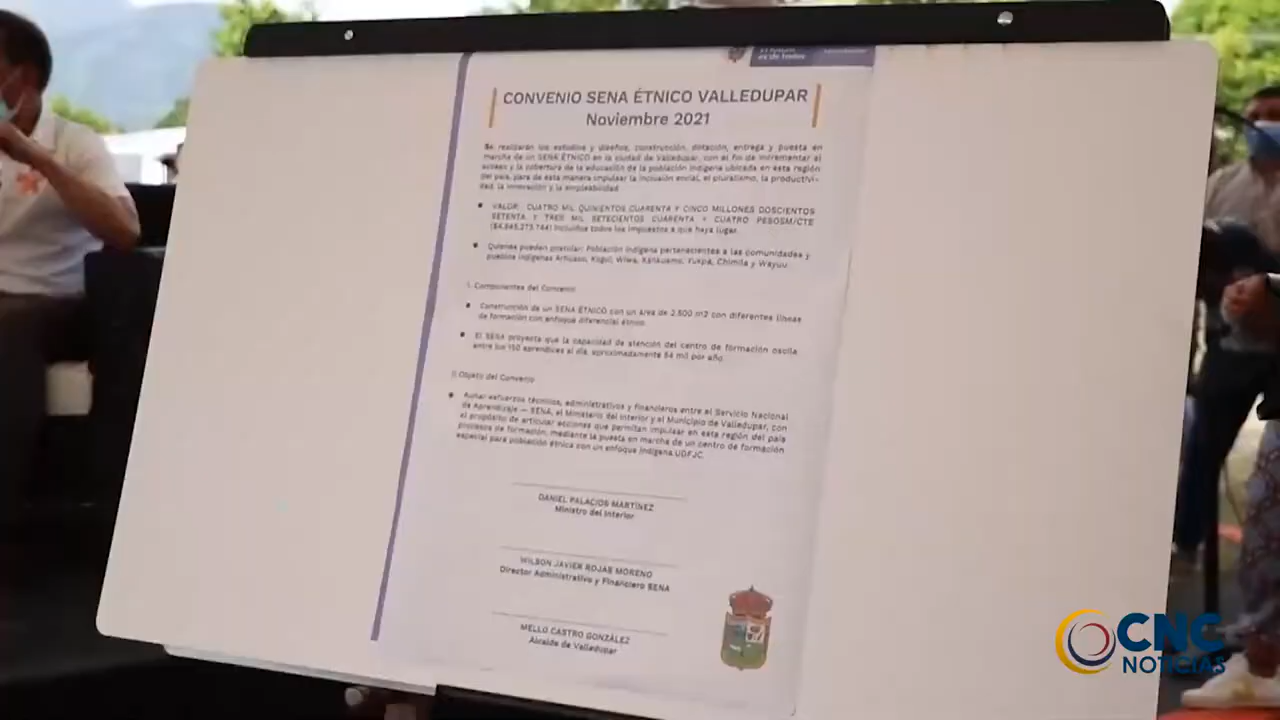 CONVENIO SENA ÉTNICO VALLEDUPAR
Noviembre 2021
Se realizarán los estudios y diseños, construcción, dotación, entrega y puesta en
marcha de un SENA ÉTNICO en la ciudad de Valledupar, con el fin de incrementar el
acceso y la cobertura de la educación de la población indígena ubicada en esta región
del país, para de esta manera impulsar la inclusión social, el pluralismo, la productivi-
dad, la innovación y la empleabilidad.
• VALOR: CUATRO MIL QUINIENTOS CUARENTA Y CINCO MILLONES DOSCIENTOS
SETENTA Y TRES MIL SETECIENTOS CUARENTA Y CUATRO PESOSM/CTE
($4.545.273.744) incluidos todos los impuestos a que haya lugar.
• Quienes pueden postular: Población indígena pertenecientes a las comunidades y
pueblos indígenas Arhuaco, Kogui, Wiwa, Kankuamo, Yukpa, Chimila y Wayuu.
Componentes del Convenio
• Construcción de un SENA ÉTNICO con un área de 2.500 m2 con diferentes líneas
de formación con enfoque diferencial étnico.
• El SENA proyecta que la capacidad de atención del centro de formación oscila
entre los 150 aprendices al día, aproximadamente 54 mil por año.
Objeto del Convenio
• Aunar esfuerzos técnicos, administrativos y financieros entre el Servicio Nacional
de Aprendizaje — SENA, el Ministerio del Interior y el Municipio de Valledupar, con
el propósito de articular acciones que permitan impulsar en esta región del país
procesos de formación, mediante la puesta en marcha de un centro de formación
especial para población étnica con un enfoque indígena UDFJC.
DANIEL PALACIOS MARTÍNEZ
Ministro del Interior
WILSON JAVIER ROJAS MORENO
Director Administrativo y Financiero SENA
MELLO CASTRO GONZÁLEZ
Alcalde de Valledupar
CNC
NOTICIAS